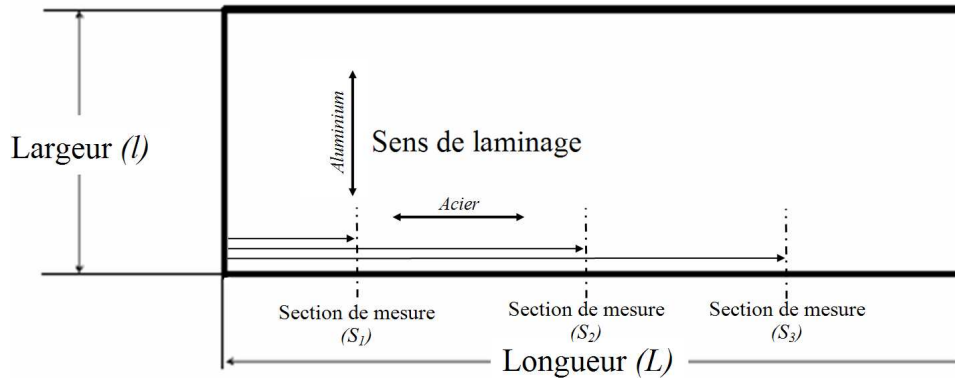 Aluminium
Largeur (l)
Sens de laminage
Acier
Section de mesure
(S1)
Section de mesure
(S2)
Section de mesure
(S3)
Longueur (L)